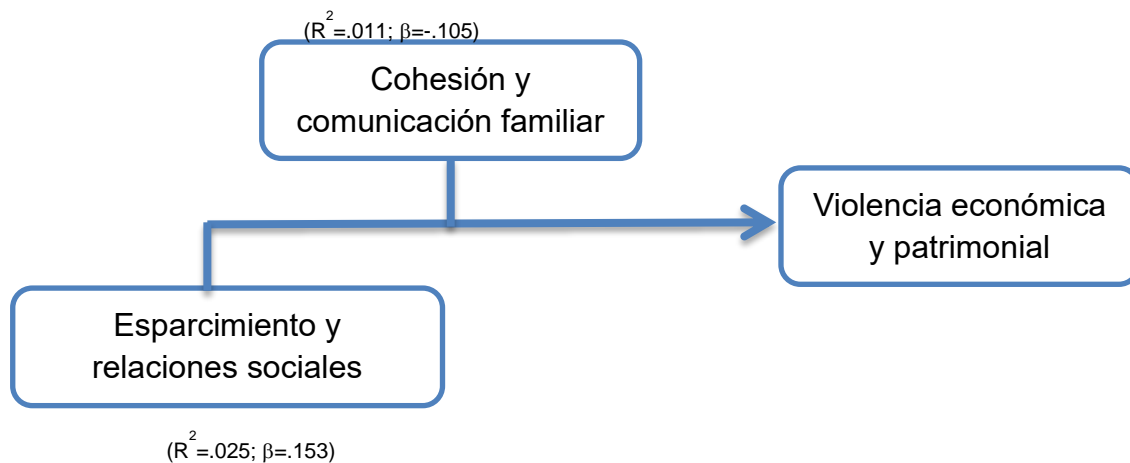 (R²=.011; β=-.105)
Cohesión y
comunicación familiar
Violencia económica
y patrimonial
Esparcimiento y
relaciones sociales
(R²=.025; β=.153)